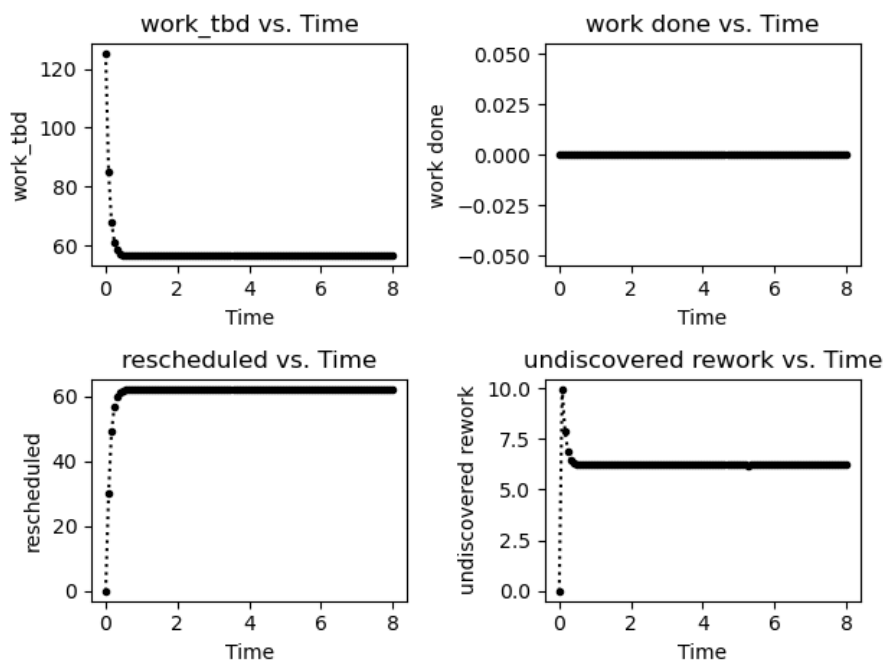 work_tbd vs. Time
work_tbd
120
100
80
60
0 2 4 6 8
Time
work done vs. Time
work done
0.050
0.025
0.000
−0.025
−0.050
0 2 4 6 8
Time
rescheduled vs. Time
rescheduled
60
40
20
0
0 2 4 6 8
Time
undiscovered rework vs. Time
undiscovered rework
10.0
7.5
5.0
2.5
0.0
0 2 4 6 8
Time